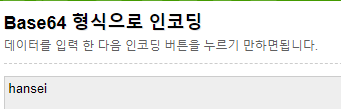 Base64 형식으로 인코딩
데이터를 입력 한 다음 인코딩 버튼을 누르기 만하면됩니다.
hansei